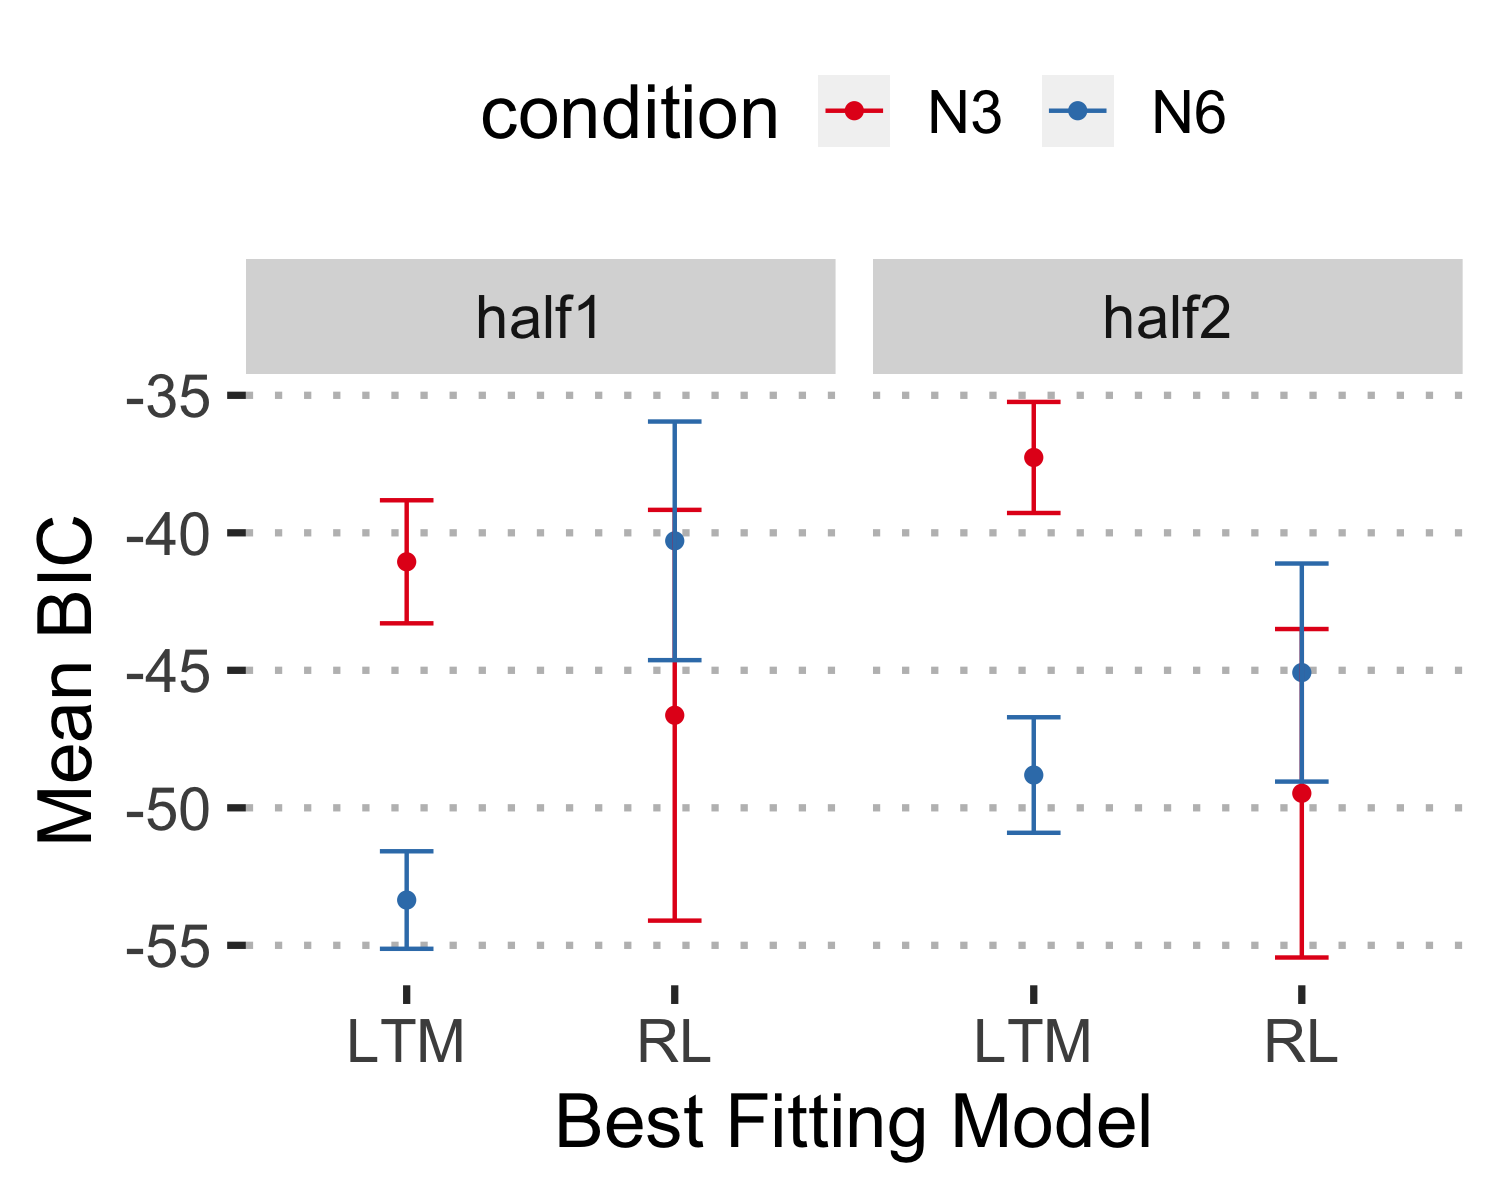 condition N3 N6
half1 half2
-35
-40
-45
-50
-55
Mean BIC
LTM RL LTM RL
Best Fitting Model